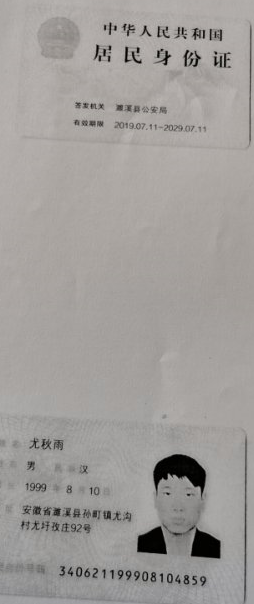 中华人民共和国
居民身份证
签发机关 濉溪县公安局
有效期限 2019.07.11-2029.07.11
尤秋雨
男 汉
1999 年 8 月 10 日
安徽省濉溪县孙町镇尤沟
村尤圩孜庄92号
340621199908104859